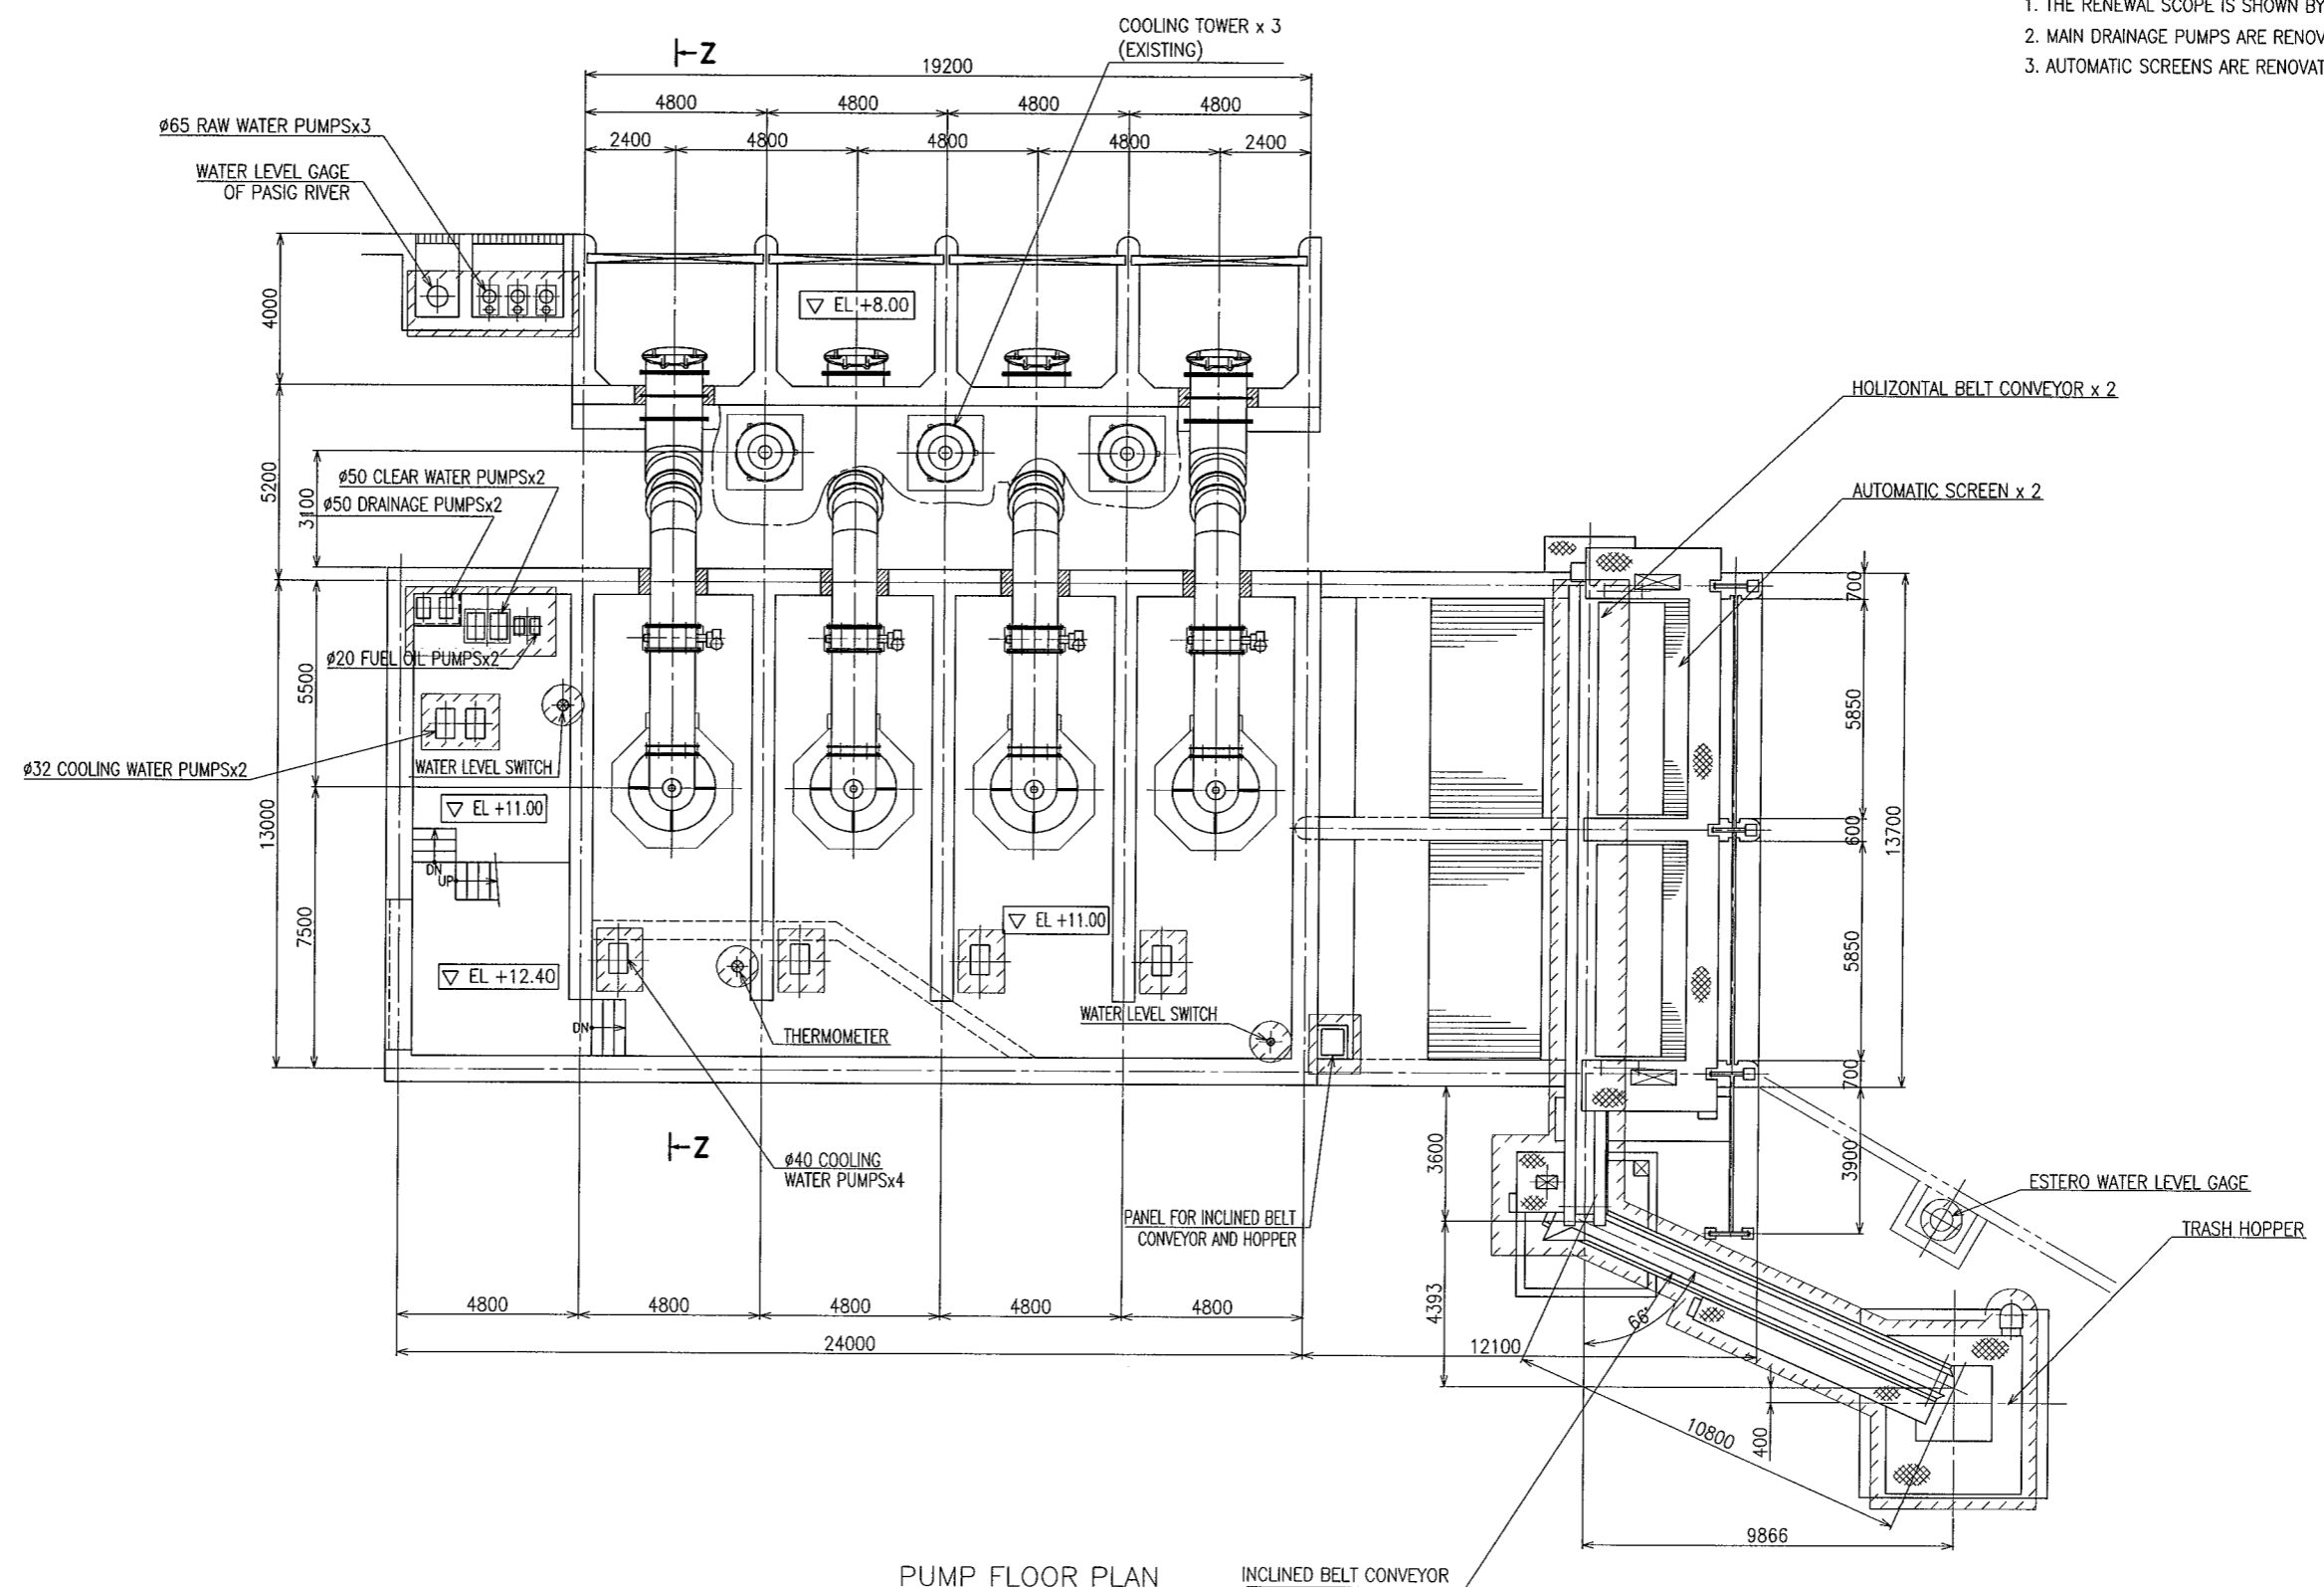 1. THE RENEWAL SCOPE IS SHOWN BY
2. MAIN DRAINAGE PUMPS ARE RENOV
3. AUTOMATIC SCREENS ARE RENOVAT
COOLING TOWER x 3
(EXISTING)
Z
19200
4800 4800 4800 4800
2400 4800 4800 4800 2400
ø65 RAW WATER PUMPSx3
WATER LEVEL GAGE
OF PASIG RIVER
4000
▽ EL +8.00
HOLIZONTAL BELT CONVEYOR x 2
AUTOMATIC SCREEN x 2
5200
3100
ø50 CLEAR WATER PUMPSx2
ø50 DRAINAGE PUMPSx2
ø20 FUEL OIL PUMPSx2
5500
13000
7500
ø32 COOLING WATER PUMPSx2
WATER LEVEL SWITCH
▽ EL +11.00
DN
UP
▽ EL +12.40
DN
THERMOMETER
▽ EL +11.00
WATER LEVEL SWITCH
700
5850
600
13700
5850
700
3900
Z
ø40 COOLING
WATER PUMPSx4
PANEL FOR INCLINED BELT
CONVEYOR AND HOPPER
3600
4393
ESTERO WATER LEVEL GAGE
TRASH HOPPER
4800 4800 4800 4800 4800
24000
12100
66°
10800
400
9866
PUMP FLOOR PLAN
INCLINED BELT CONVEYOR